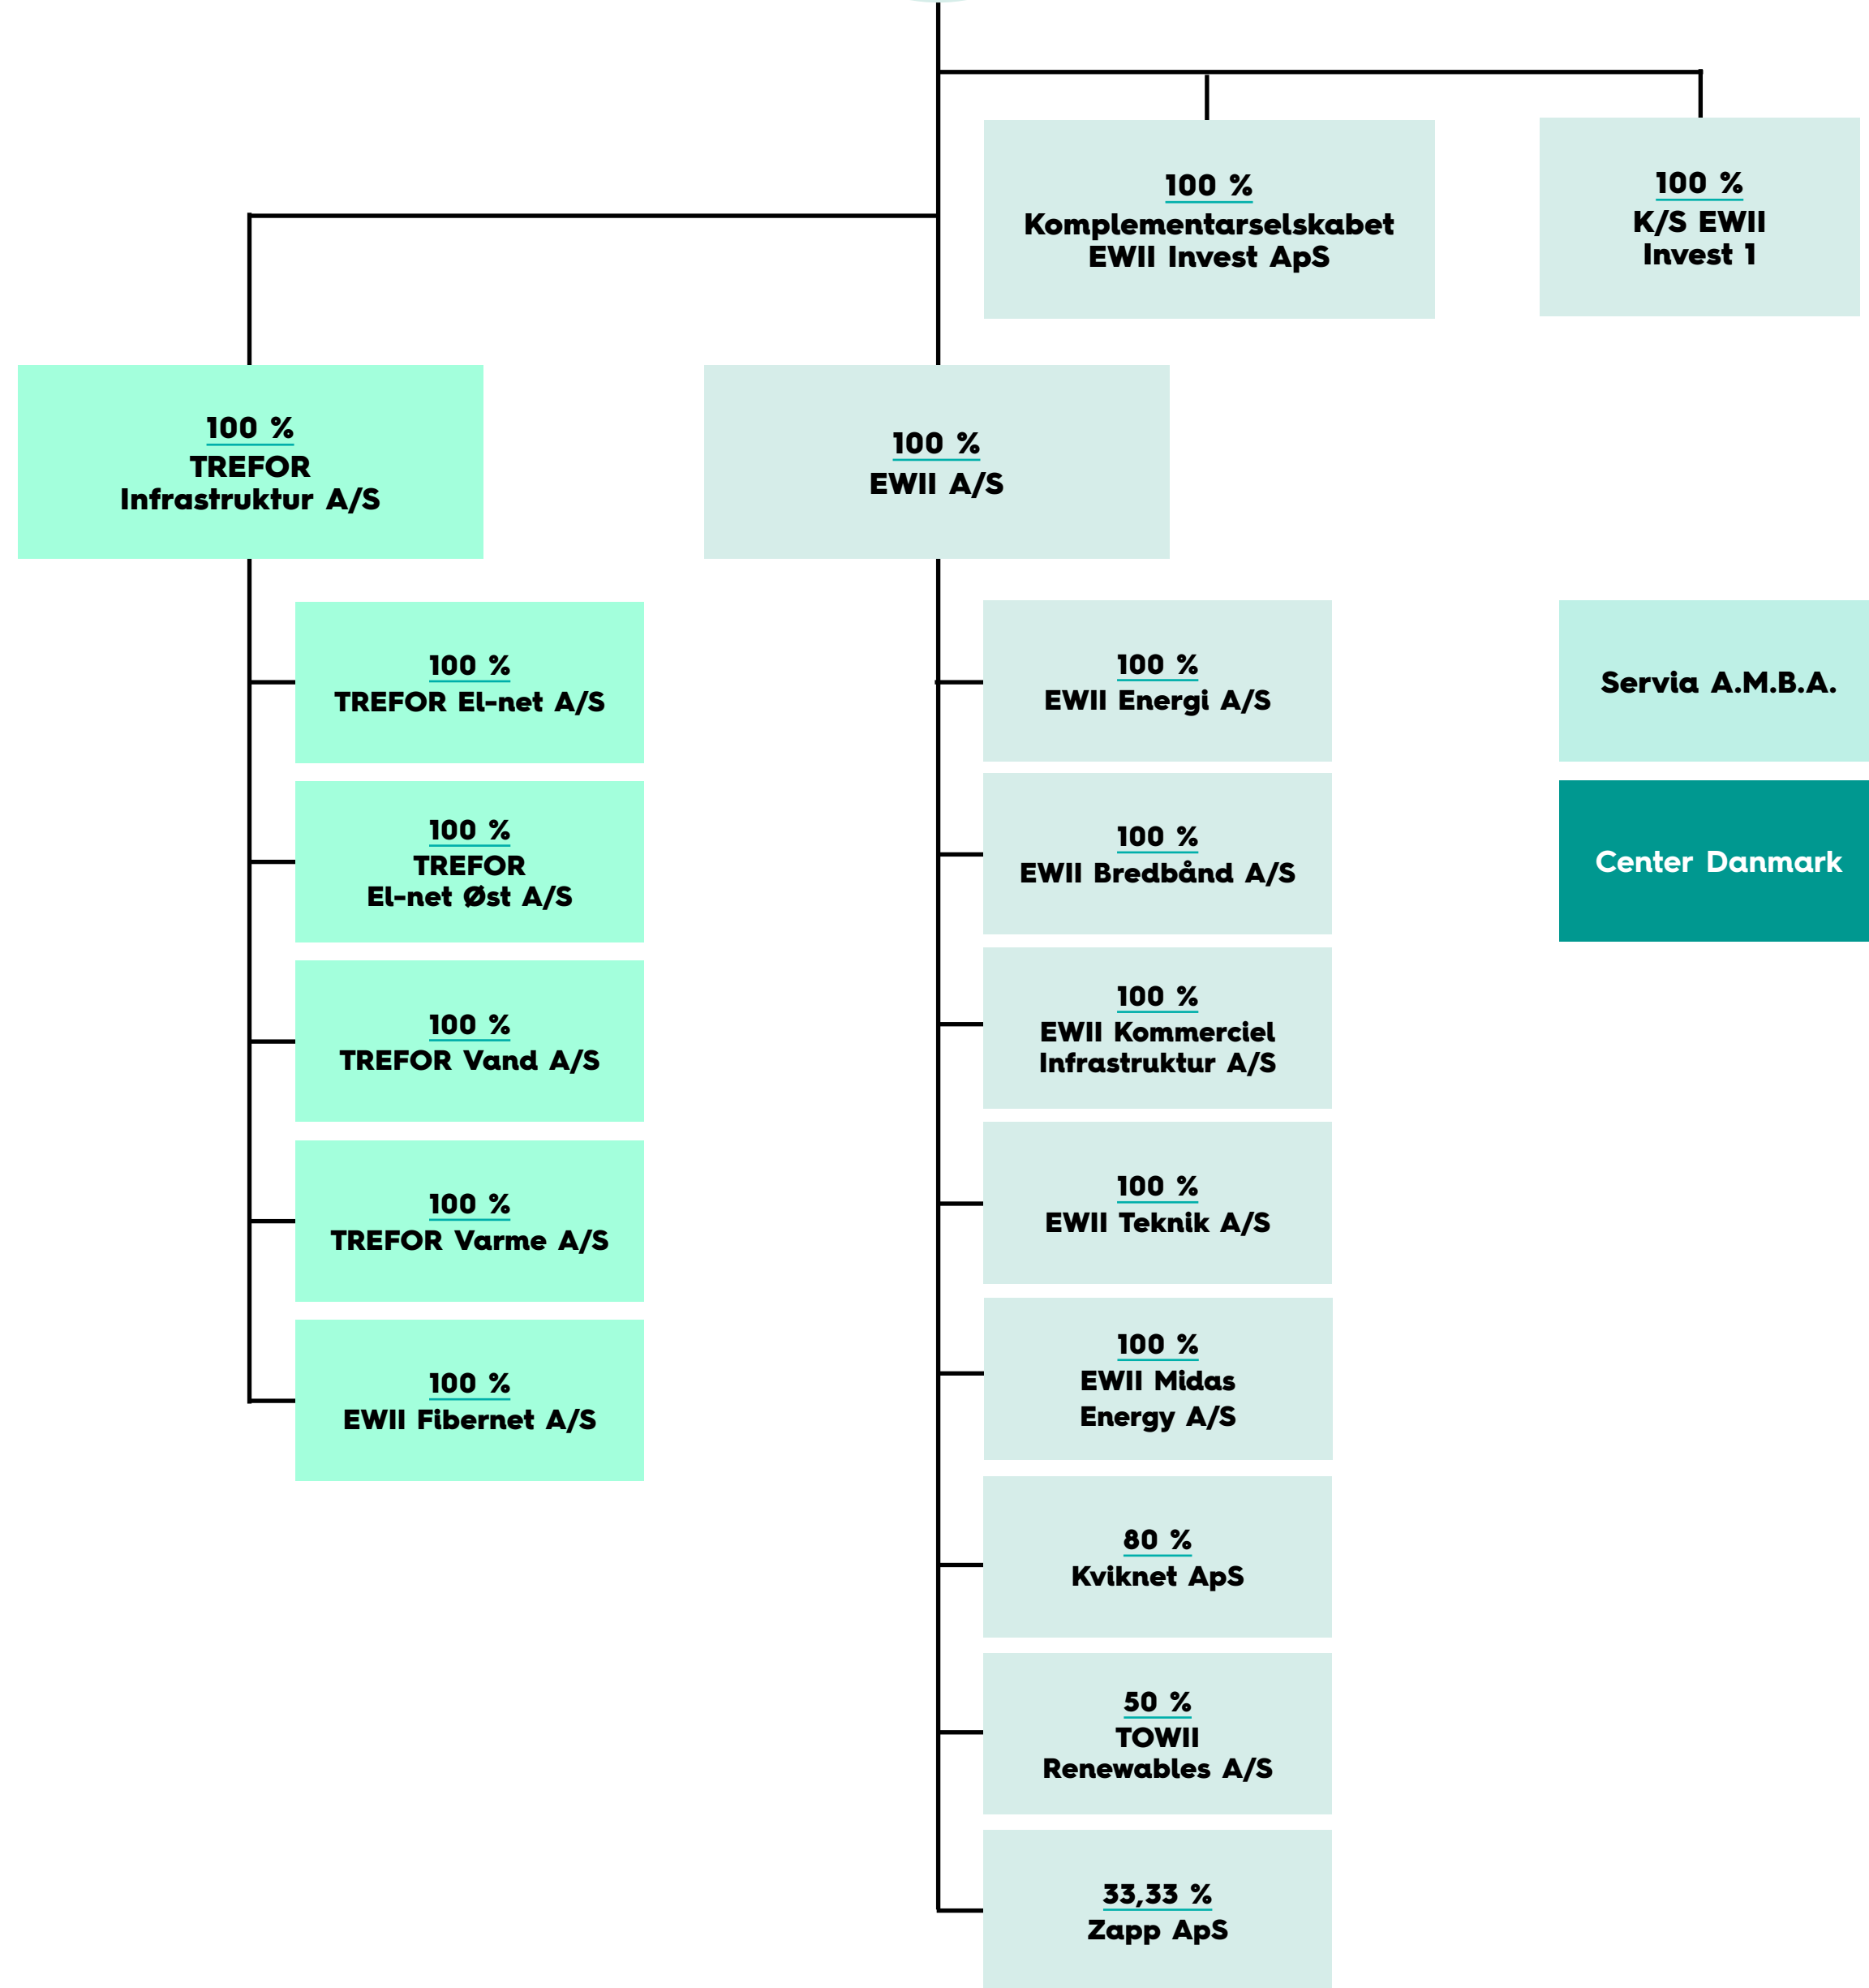 100 %
Komplementarselskabet
EWII Invest ApS
100 %
K/S EWII
Invest 1
100 %
TREFOR
Infrastruktur A/S
100 %
EWII A/S
100 %
TREFOR El-net A/S
100 %
TREFOR
El-net Øst A/S
100 %
TREFOR Vand A/S
100 %
TREFOR Varme A/S
100 %
EWII Fibernet A/S
100 %
EWII Energi A/S
100 %
EWII Bredbånd A/S
100 %
EWII Kommerciel
Infrastruktur A/S
100 %
EWII Teknik A/S
100 %
EWII Midas
Energy A/S
80 %
Kviknet ApS
50 %
TOWII
Renewables A/S
33,33 %
Zapp ApS
Servia A.M.B.A.
Center Danmark